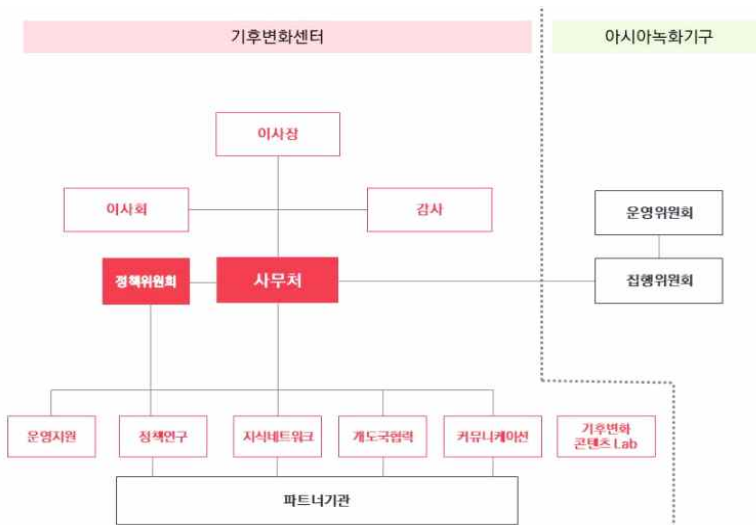 기후변화센터
아시아녹화기구
이사장
이사회
감사
운영위원회
정책위원회
사무처
집행위원회
운영지원
정책연구
지식네트워크
개도국협력
커뮤니케이션
기후변화
콘텐츠 Lab
파트너기관